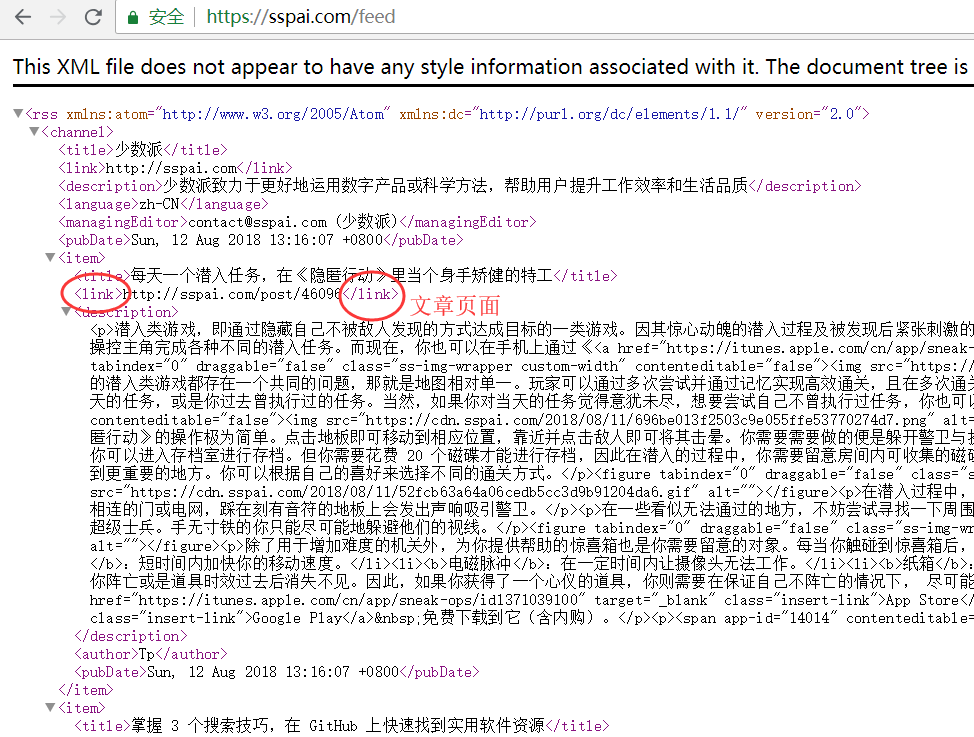 安全 https://sspai.com/feed
This XML file does not appear to have any style information associated with it. The document tree is
<rss xmlns:atom="http://www.w3.org/2005/Atom" xmlns:dc="http://purl.org/dc/elements/1.1/" version="2.0">
<channel>
<title>少数派</title>
<link>http://sspai.com</link>
<description>少数派致力于更好地运用数字产品或科学方法，帮助用户提升工作效率和生活品质</description>
<language>zh-CN</language>
<managingEditor>contact@sspai.com (少数派)</managingEditor>
<pubDate>Sun, 12 Aug 2018 13:16:07 +0800</pubDate>
<item>
<title>每天一个潜入任务，在《隐匿行动》里当个身手矫健的特工</title>
<link>http://sspai.com/post/46096</link> 文章页面
<description>
<p>潜入类游戏，即通过隐藏自己不被敌人发现的方式达成目标的一类游戏。因其惊心动魄的潜入过程及被发现后紧张刺激的
操控主角完成各种不同的潜入任务。而现在，你也可以在手机上通过《<a href="https://itunes.apple.com/cn/app/sneak-
tabindex="0" draggable="false" class="ss-img-wrapper custom-width" contenteditable="false"><img src="https://
的潜入类游戏都存在一个共同的问题，那就是地图相对单一。玩家可以通过多次尝试并通过记忆实现高效通关，且在多次通关
天的任务，或是你过去曾执行过的任务。当然，如果你对当天的任务觉得意犹未尽，想要尝试自己不曾执行过任务，你也可以
contenteditable="false"><img src="https://cdn.sspai.com/2018/08/11/696be013f2503c9e055ffe53770274d7.png" alt=
匿行动》的操作极为简单。点击地板即可移动到相应位置，靠近并点击敌人即可将其击晕。你需要需要做的便是躲开警卫与
你可以进入存档室进行存档。但你需要花费 20 个磁碟才能进行存档，因此在潜入的过程中，你需要留意房间内可收集的磁
到更重要的地方。你可以根据自己的喜好来选择不同的通关方式。</p><figure tabindex="0" draggable="false" class="s
src="https://cdn.sspai.com/2018/08/11/52fcb63a64a06cedb5cc3d9b91204da6.gif" alt=""></figure><p>在潜入过程中，
相连的门或电网，踩在刻有音符的地板上会发出声响吸引警卫。</p><p>在一些看似无法通过的地方，不妨尝试寻找一下周围
超级士兵。手无寸铁的你只能尽可能地躲避他们的视线。</p><figure tabindex="0" draggable="false" class="ss-img-wr
alt=""></figure><p>除了用于增加难度的机关外，为你提供帮助的惊喜箱也是你需要留意的对象。每当你触碰到惊喜箱后，
</b>：短时间内加快你的移动速度。</li><li><b>电磁脉冲</b>：在一定时间内让摄像头无法工作。</li><li><b>纸箱</b>：
你阵亡或是道具时效过去后消失不见。因此，如果你获得了一个心仪的道具，你则需要在保证自己不阵亡的情况下，尽可能
href="https://itunes.apple.com/cn/app/sneak-ops/id1371039100" target="_blank" class="insert-link">App Store</
class="insert-link">Google Play</a>&nbsp;免费下载到它（含内购）。</p><p><span app-id="14014" contenteditable=
</description>
<author>Tp</author>
<pubDate>Sun, 12 Aug 2018 13:16:07 +0800</pubDate>
</item>
<item>
<title>掌握 3 个搜索技巧，在 GitHub 上快速找到实用软件资源</title>